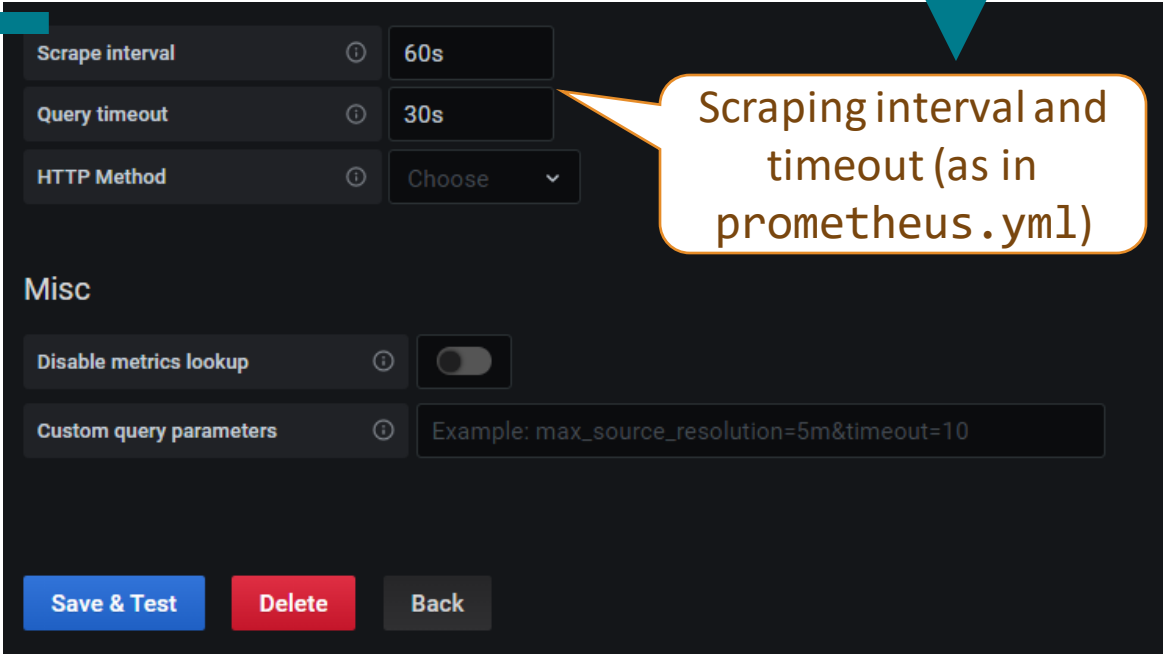 Scrape interval 60s
Query timeout 30s
HTTP Method Choose
Scraping interval and
timeout (as in
prometheus.yml)
Misc
Disable metrics lookup
Custom query parameters Example: max_source_resolution=5m&timeout=10
Save & Test Delete Back